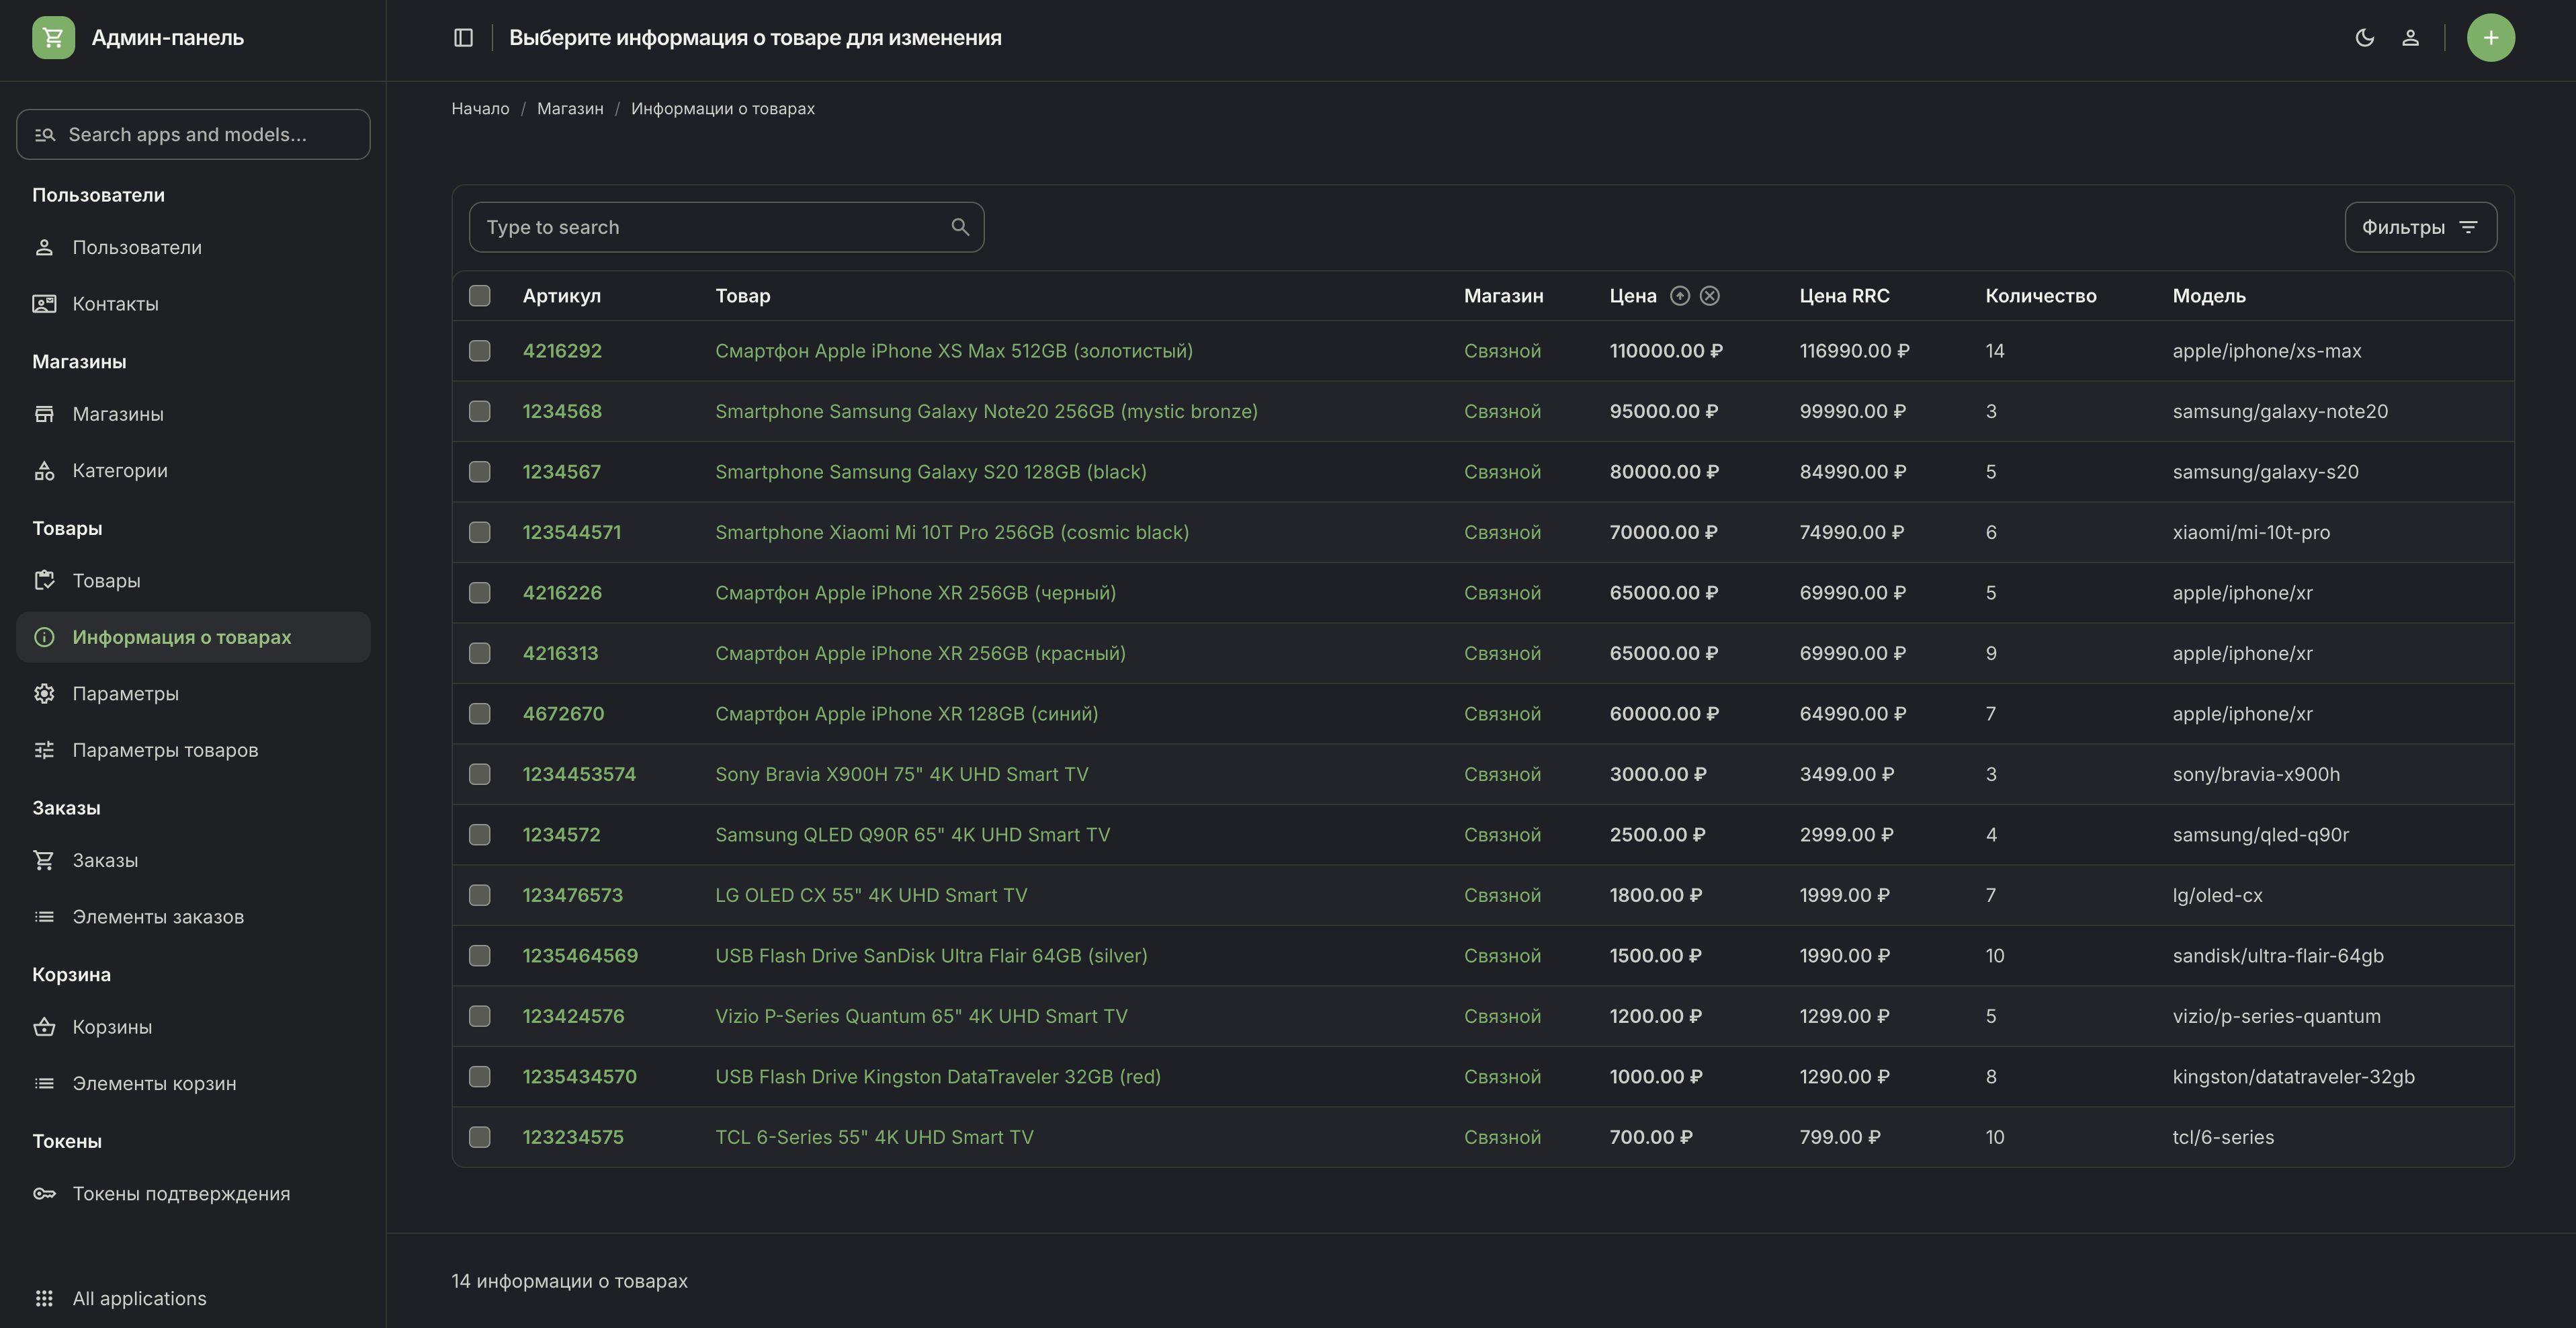 Админ-панель
Выберите информация о товаре для изменения
Search apps and models...
Пользователи
Пользователи
Контакты
Магазины
Магазины
Категории
Товары
Товары
Информация о товарах
Параметры
Параметры товаров
Заказы
Заказы
Элементы заказов
Корзина
Корзины
Элементы корзин
Токены
Токены подтверждения
All applications
Начало / Магазин / Информации о товарах
Type to search
Фильтры
Артикул Товар Магазин Цена Цена RRC Количество Модель
4216292 Смартфон Apple iPhone XS Max 512GB (золотистый) Связной 110000.00 ₽ 116990.00 ₽ 14 apple/iphone/xs-max
1234568 Smartphone Samsung Galaxy Note20 256GB (mystic bronze) Связной 95000.00 ₽ 99990.00 ₽ 3 samsung/galaxy-note20
1234567 Smartphone Samsung Galaxy S20 128GB (black) Связной 80000.00 ₽ 84990.00 ₽ 5 samsung/galaxy-s20
123544571 Smartphone Xiaomi Mi 10T Pro 256GB (cosmic black) Связной 70000.00 ₽ 74990.00 ₽ 6 xiaomi/mi-10t-pro
4216226 Смартфон Apple iPhone XR 256GB (черный) Связной 65000.00 ₽ 69990.00 ₽ 5 apple/iphone/xr
4216313 Смартфон Apple iPhone XR 256GB (красный) Связной 65000.00 ₽ 69990.00 ₽ 9 apple/iphone/xr
4672670 Смартфон Apple iPhone XR 128GB (синий) Связной 60000.00 ₽ 64990.00 ₽ 7 apple/iphone/xr
1234453574 Sony Bravia X900H 75" 4K UHD Smart TV Связной 3000.00 ₽ 3499.00 ₽ 3 sony/bravia-x900h
1234572 Samsung QLED Q90R 65" 4K UHD Smart TV Связной 2500.00 ₽ 2999.00 ₽ 4 samsung/qled-q90r
123476573 LG OLED CX 55" 4K UHD Smart TV Связной 1800.00 ₽ 1999.00 ₽ 7 lg/oled-cx
1235464569 USB Flash Drive SanDisk Ultra Flair 64GB (silver) Связной 1500.00 ₽ 1990.00 ₽ 10 sandisk/ultra-flair-64gb
123424576 Vizio P-Series Quantum 65" 4K UHD Smart TV Связной 1200.00 ₽ 1299.00 ₽ 5 vizio/p-series-quantum
1235434570 USB Flash Drive Kingston DataTraveler 32GB (red) Связной 1000.00 ₽ 1290.00 ₽ 8 kingston/datatraveler-32gb
123234575 TCL 6-Series 55" 4K UHD Smart TV Связной 700.00 ₽ 799.00 ₽ 10 tcl/6-series
14 информации о товарах